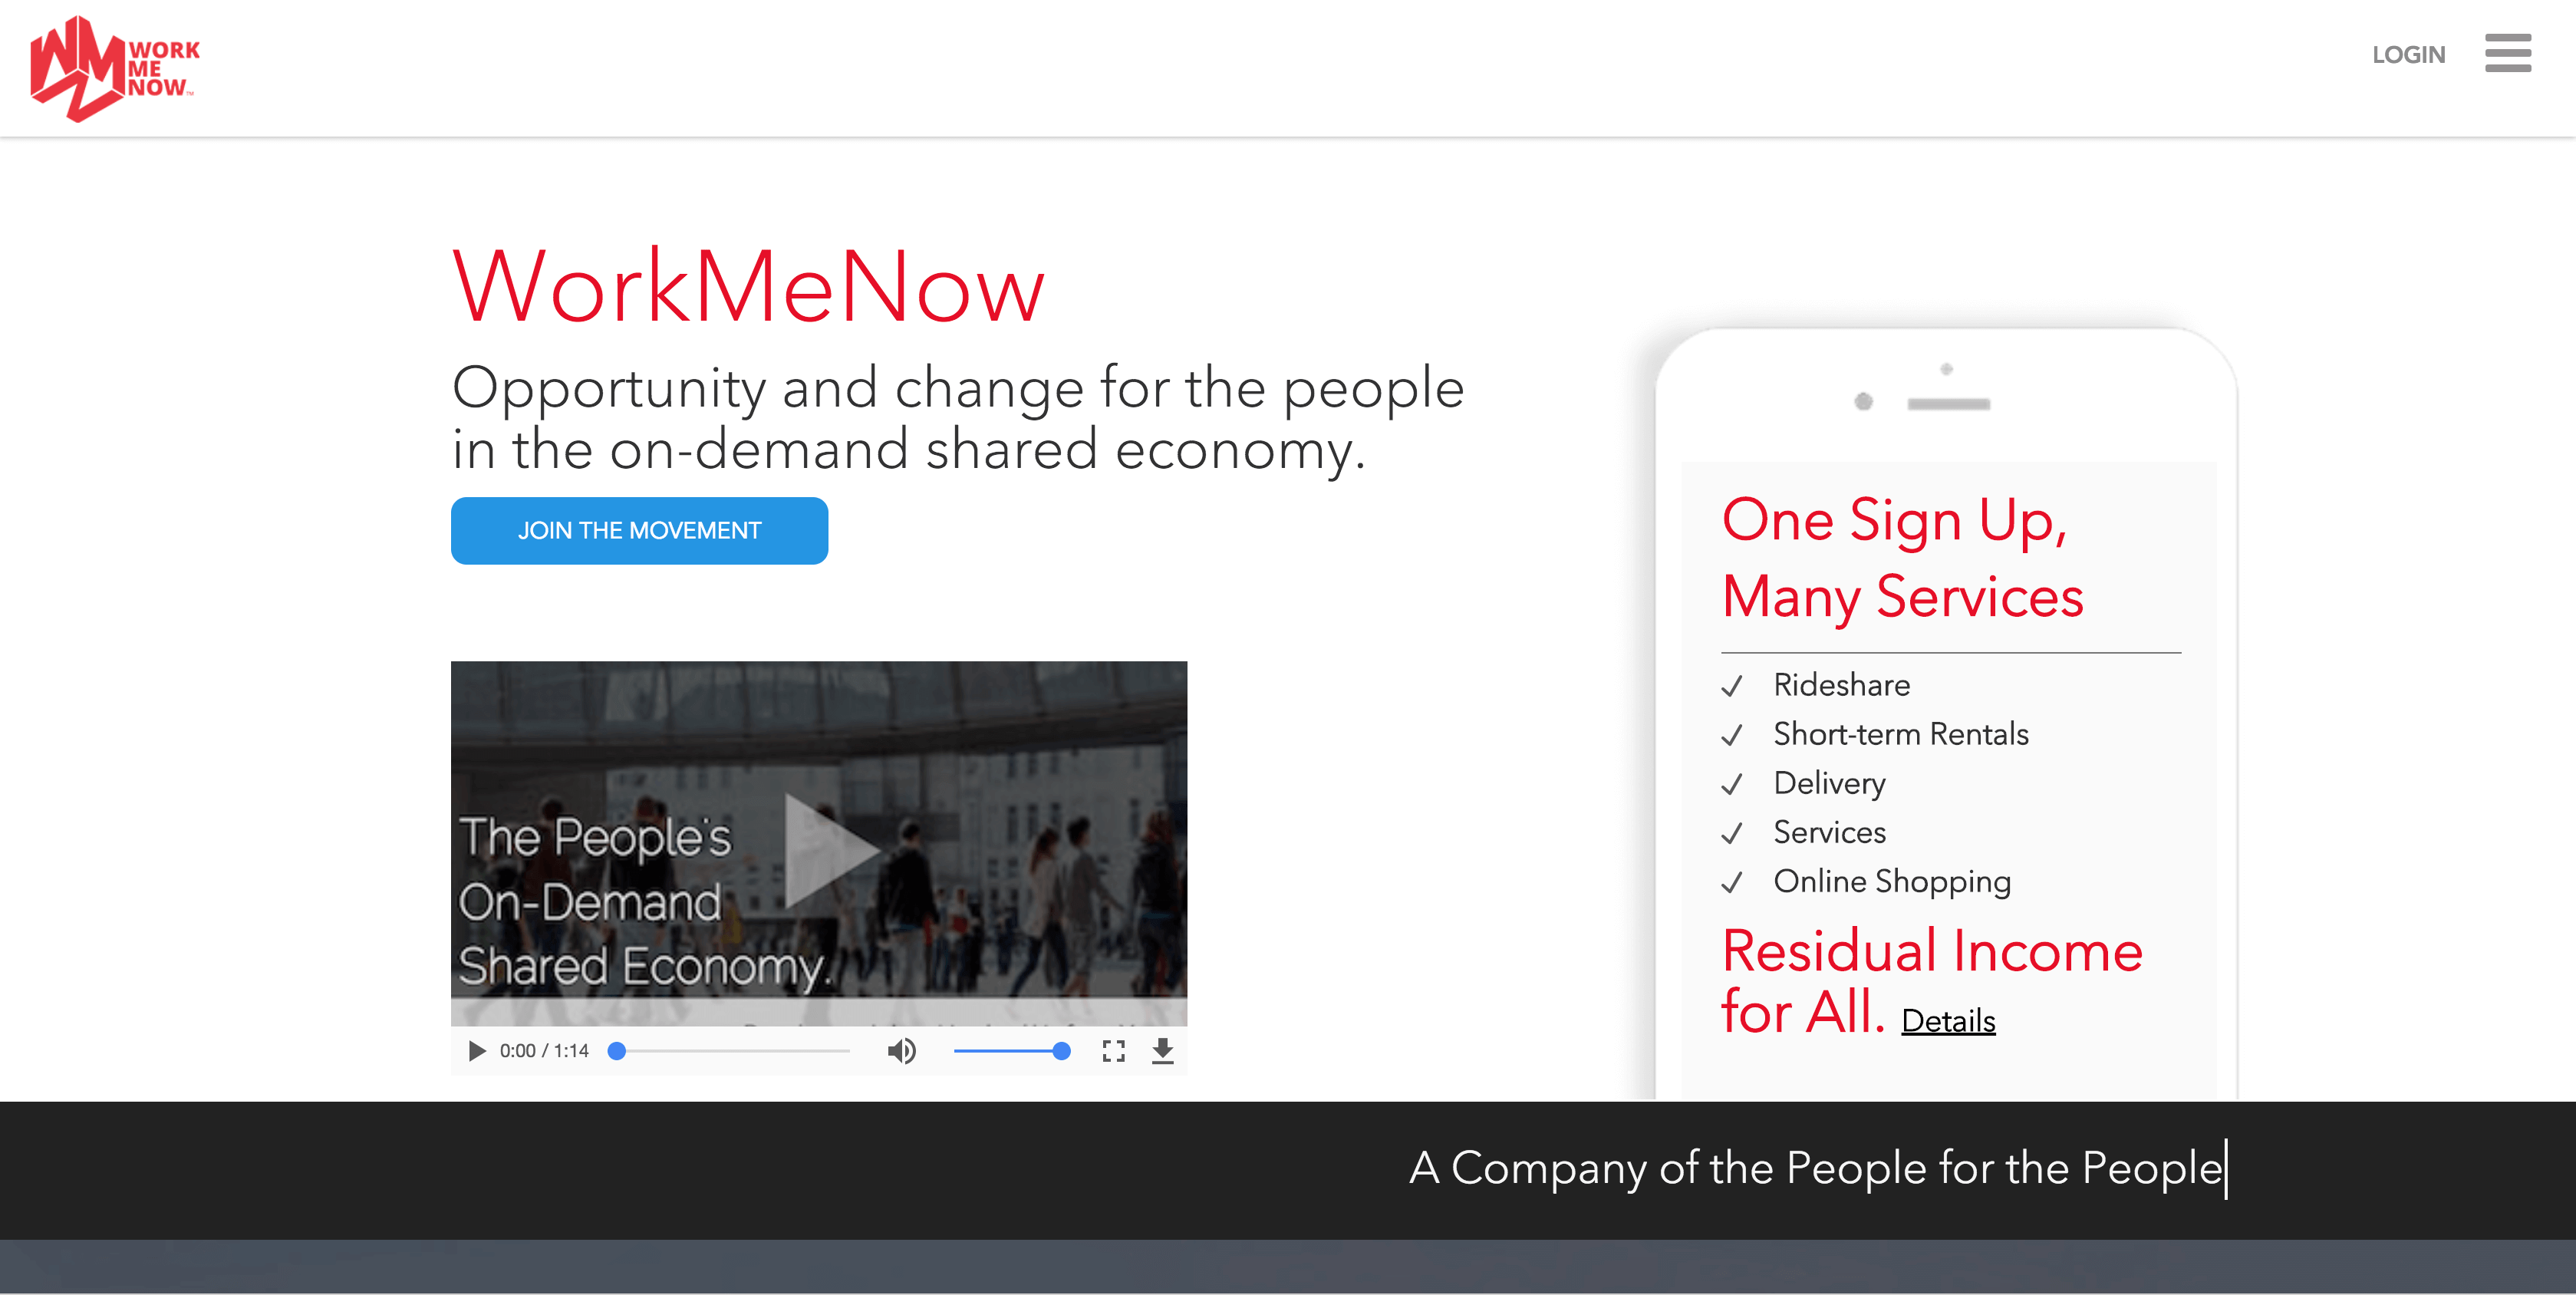 WORK
ME
NOW™
LOGIN
WorkMeNow
Opportunity and change for the people
in the on-demand shared economy.
JOIN THE MOVEMENT
The People's
On-Demand
Shared Economy.
0:00 / 1:14
One Sign Up,
Many Services
Rideshare
Short-term Rentals
Delivery
Services
Online Shopping
Residual Income
for All. Details
A Company of the People for the People